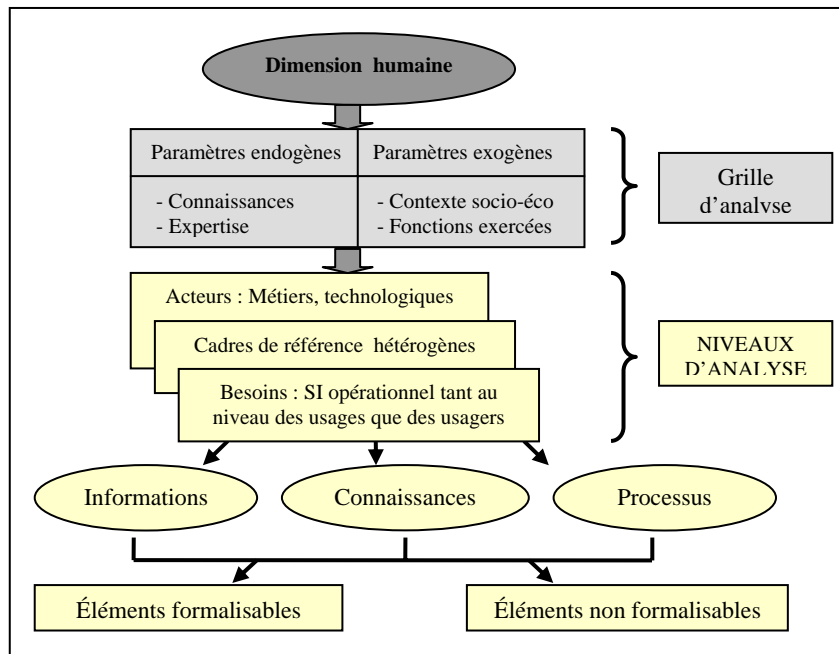 Dimension humaine
Paramètres endogènes
Paramètres exogènes
- Connaissances
- Expertise
- Contexte socio-éco
- Fonctions exercées
Grille
d'analyse
Acteurs : Métiers, technologiques
Cadres de référence hétérogènes
Besoins : SI opérationnel tant au
niveau des usages que des usagers
NIVEAUX
D'ANALYSE
Informations
Connaissances
Processus
Éléments formalisables
Éléments non formalisables